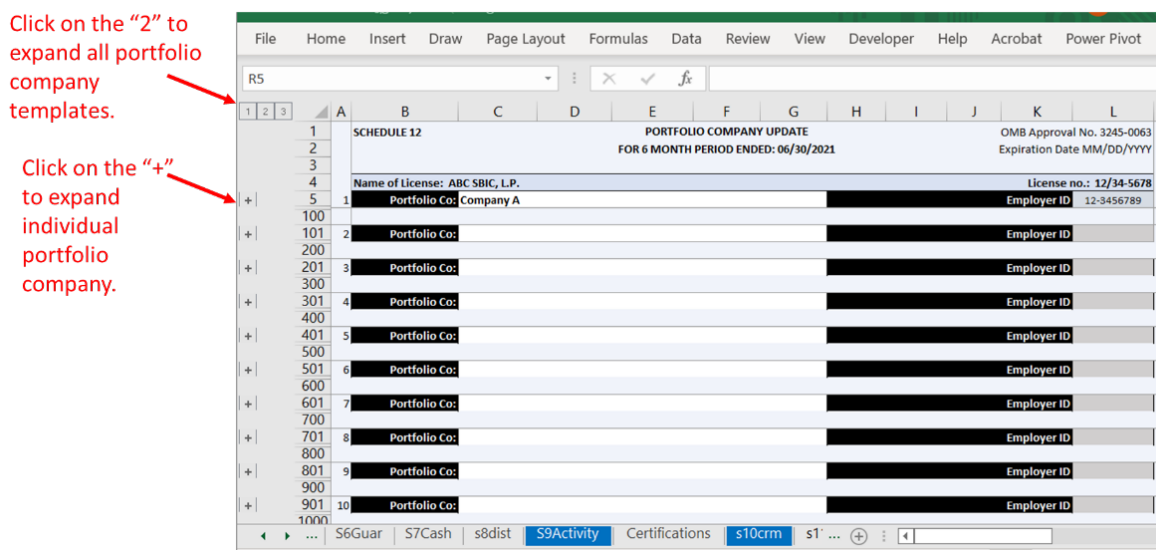 Click on the “2” to
expand all portfolio
company
templates.
Click on the “+”
to expand
individual
portfolio
company.
File Home Insert Draw Page Layout Formulas Data Review View Developer Help Acrobat Power Pivot
R5 fx
1 2 3 A B C D E F G H I J K L
1 SCHEDULE 12 PORTFOLIO COMPANY UPDATE OMB Approval No. 3245-0063
2 FOR 6 MONTH PERIOD ENDED: 06/30/2021 Expiration Date MM/DD/YYYY
3
4 Name of License: ABC SBIC, L.P. License no.: 12/34-5678
+ 5 1 Portfolio Co: Company A Employer ID 12-3456789
100
+ 101 2 Portfolio Co: Employer ID
200
+ 201 3 Portfolio Co: Employer ID
300
+ 301 4 Portfolio Co: Employer ID
400
+ 401 5 Portfolio Co: Employer ID
500
+ 501 6 Portfolio Co: Employer ID
600
+ 601 7 Portfolio Co: Employer ID
700
+ 701 8 Portfolio Co: Employer ID
800
+ 801 9 Portfolio Co: Employer ID
900
+ 901 10 Portfolio Co: Employer ID
1000
... S6Guar S7Cash s8dist S9Activity Certifications s10crm ...